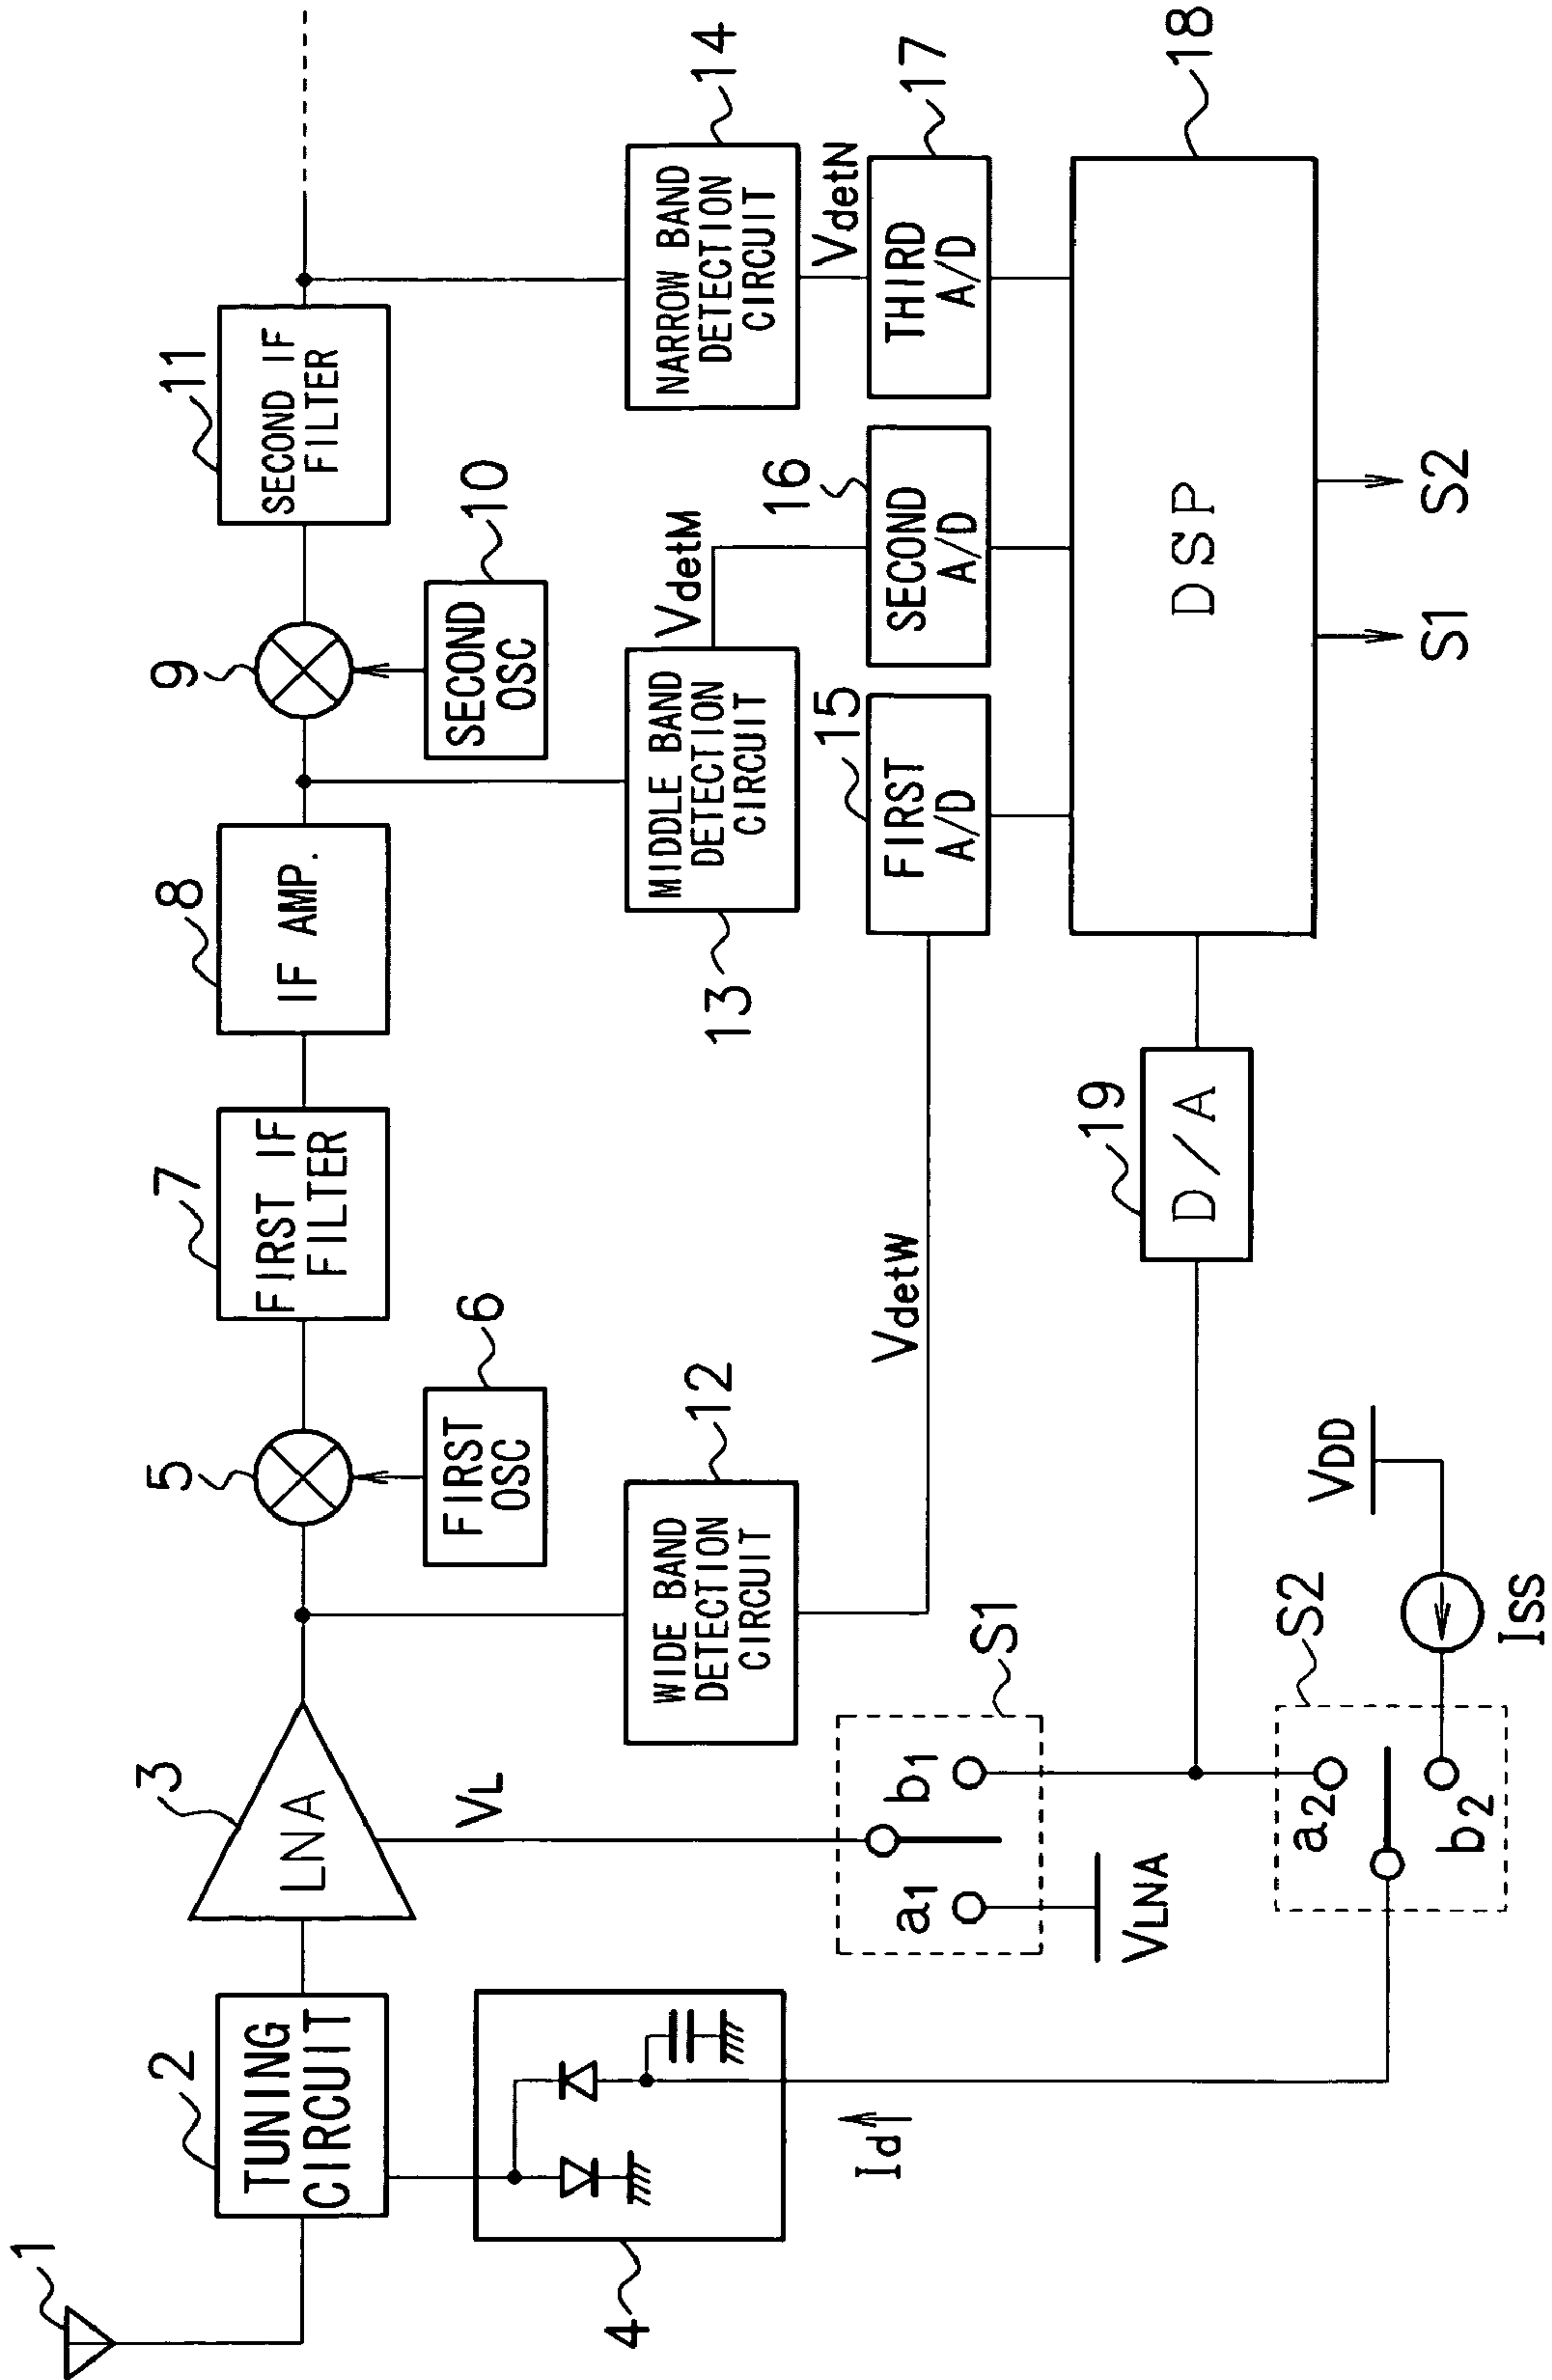 1
2
TUNING
CIRCUIT
3
LNA
5
6
FIRST
OSC
7
FIRST IF
FILTER
8
IF AMP.
9
10
SECOND
OSC
11
SECOND IF
FILTER
4
Id
VL
12
WIDE BAND
DETECTION
CIRCUIT
VdetW
13
MIDDLE BAND
DETECTION
CIRCUIT
VdetM
14
NARROW BAND
DETECTION
CIRCUIT
VdetN
15
FIRST
A/D
16
SECOND
A/D
17
THIRD
A/D
18
DSP
S1
S2
19
D/A
S1
a1
b1
VLNA
S2
a2
b2
VDD
ISS